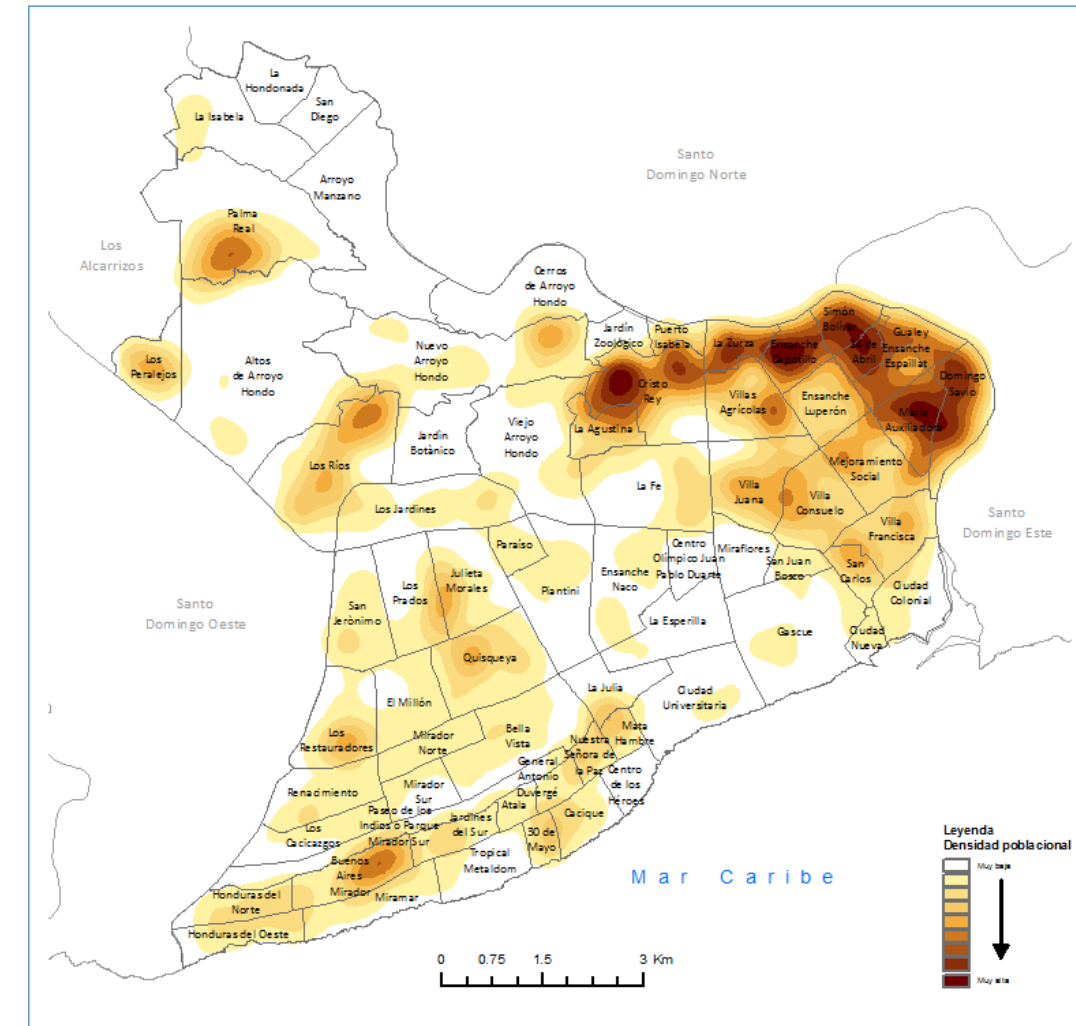 La
Hondonada
San
Diego
La Isabela
Arroyo
Manzano
Santo
Domingo Norte
Palma
Real
Los
Alcarrizos
Cerros
de Arroyo
Hondo
Jardín
Zoológico
Puerto
Isabela
La Zurza
Simón
Bolívar
Ensanche
Capotillo
24 de
Abril
Gualey
Ensanche
Espaillat
Domingo
Savio
Los
Peralejos
Altos
de Arroyo
Hondo
Nuevo
Arroyo
Hondo
Cristo
Rey
Villas
Agrícolas
Ensanche
Luperón
María
Auxiliadora
La Agustina
Viejo
Arroyo
Hondo
Jardín
Botànico
Los Ríos
Mejoramiento
Social
La Fe
Villa
Juana
Villa
Consuelo
Los Jardines
Villa
Francisca
Santo
Domingo Este
Paraíso
Centro
Olímpico Juan
Pablo Duarte
Miraflores
San Juan
Bosco
San
Carlos
Ciudad
Colonial
Julieta
Morales
Los
Prados
Piantini
Ensanche
Naco
San
Jerònimo
Santo
Domingo Oeste
La Esperilla
Gascue
Ciudad
Nueva
Quisqueya
El Millón
La Julia
Ciudad
Universitaria
Los
Restauradores
Mirador
Norte
Bella
Vista
Nuestra
Señora de
la Paz
Mata
Hambre
General
Antonio
Duvergé
Centro
de los
Héroes
Renacimiento
Mirador
Sur
Atala
Cacique
Los
Cacicazgos
Paseo de los
Indios o Parque
Mirador Sur
Jardines
del Sur
30 de
Mayo
Tropical
Metaldom
Buenos
Aires
Mirador
Miramar
Honduras del
Norte
Honduras del Oeste
Mar Caribe
Leyenda
Densidad poblacional
Muy baja
Muy alta
0 0.75 1.5 3 Km